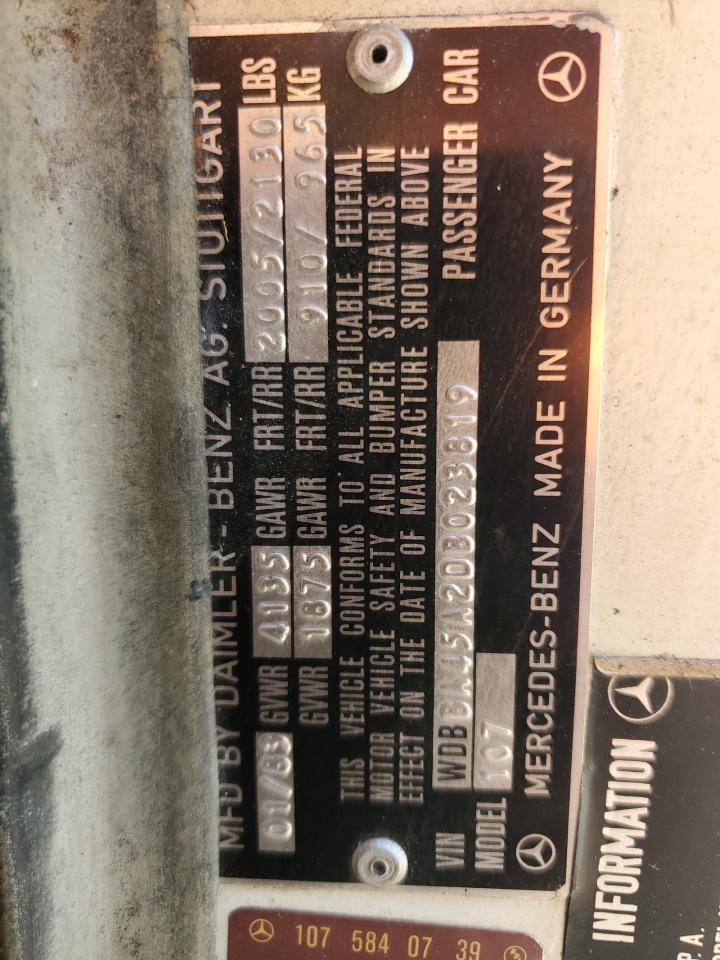 MFD BY DAIMLER-BENZ AG. STUTTGART
01/83 GVWR 4135 GAWR FRT/RR 2005/2130 LBS
GVWR 1875 GAWR FRT/RR 910/ 965 KG
THIS VEHICLE CONFORMS TO ALL APPLICABLE FEDERAL
MOTOR VEHICLE SAFETY AND BUMPER STANDARDS IN
EFFECT ON THE DATE OF MANUFACTURE SHOWN ABOVE
VIN WDB BA45A2DB023819
MODEL 107 PASSENGER CAR
MERCEDES-BENZ MADE IN GERMANY
107 584 07 39
INFORMATION
P.A.